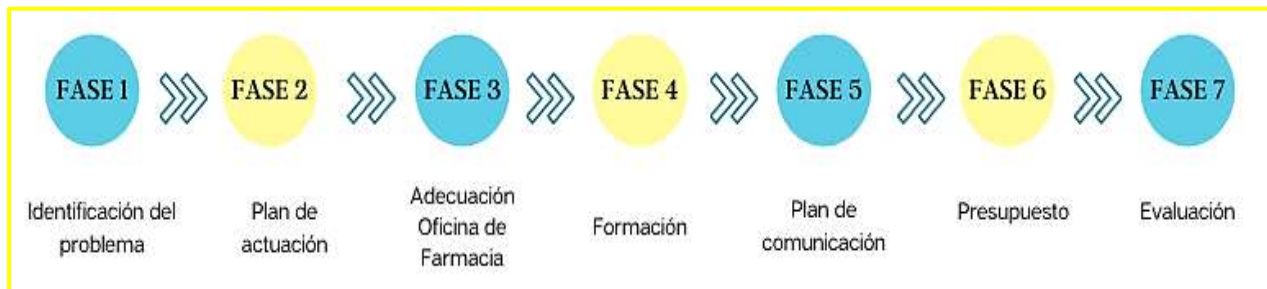 FASE 1
FASE 2
FASE 3
FASE 4
FASE 5
FASE 6
FASE 7
Identificación del
problema
Plan de
actuación
Adecuación
Oficina de
Farmacia
Formación
Plan de
comunicación
Presupuesto
Evaluación